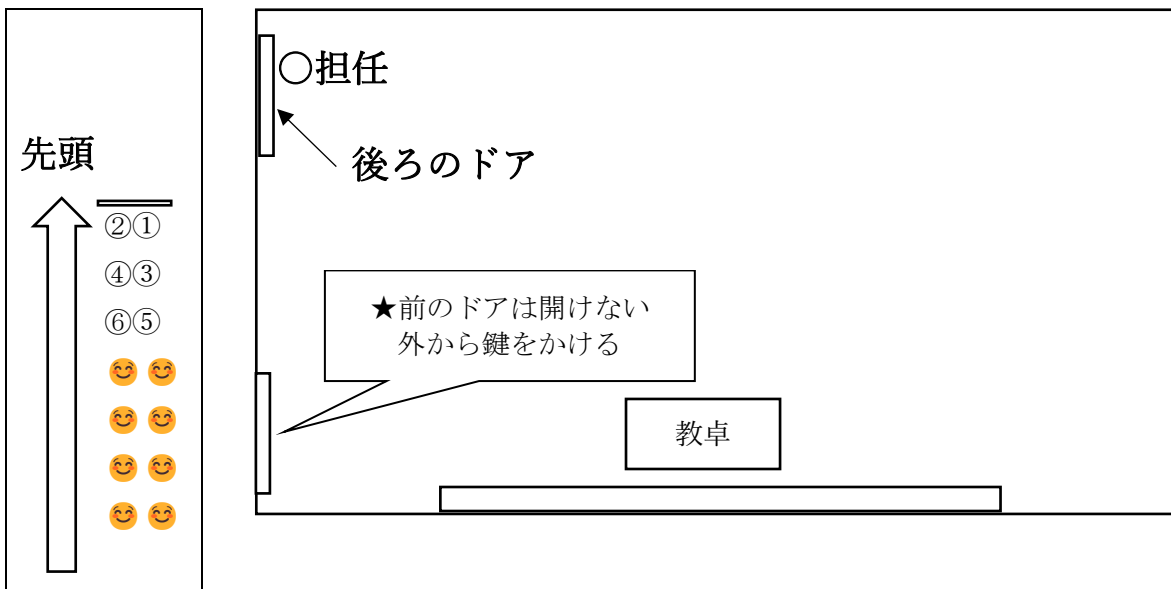 先頭
②①
④③
⑥⑤
○担任
後ろのドア
★前のドアは開けない
外から鍵をかける
教卓